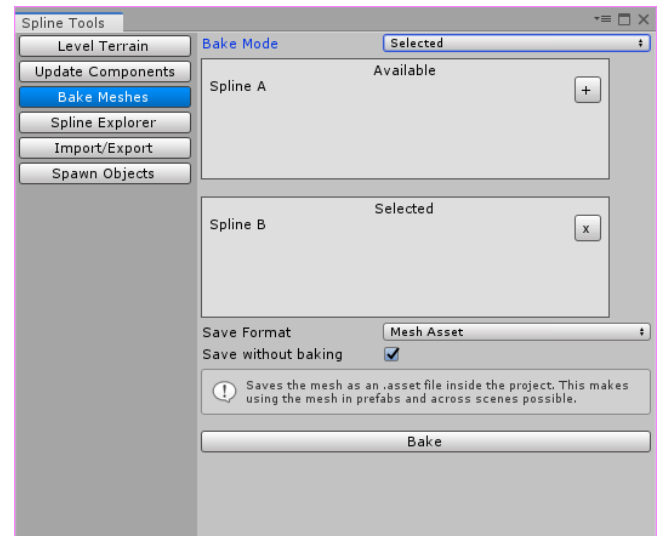 Spline Tools
Level Terrain
Update Components
Bake Meshes
Spline Explorer
Import/Export
Spawn Objects
Bake Mode
Selected
Available
Spline A
+
Selected
Spline B
x
Save Format
Mesh Asset
Save without baking
Saves the mesh as an .asset file inside the project. This makes
using the mesh in prefabs and across scenes possible.
Bake